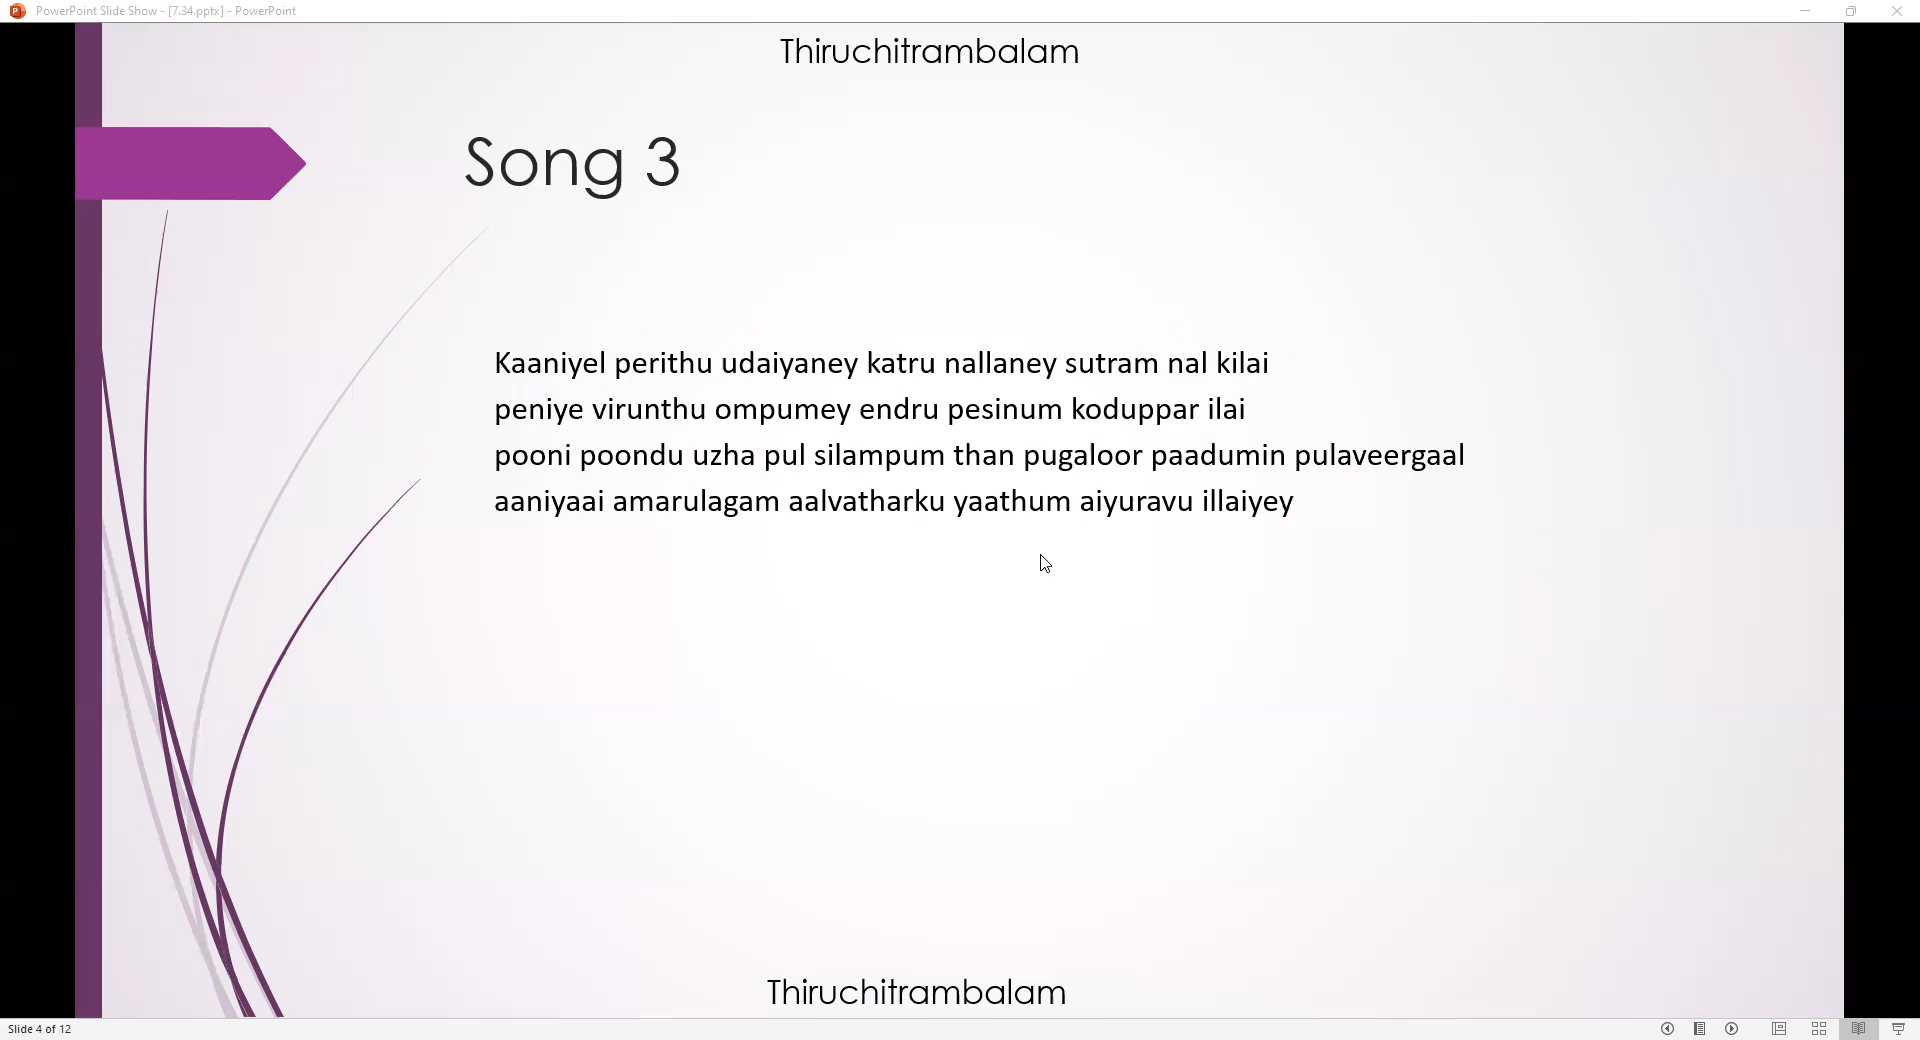 PowerPoint Slide Show - [7.34.pptx] - PowerPoint
Thiruchitrambalam
Song 3
Kaaniyel perithu udaiyaney katru nallaney sutram nal kilai
peniye virunthu ompumey endru pesinum koduppar ilai
pooni poondu uzha pul silampum than pugaloor paadumin pulaveergaal
aaniyaai amarulagam aalvatharku yaathum aiyuravu illaiyey
Thiruchitrambalam
Slide 4 of 12